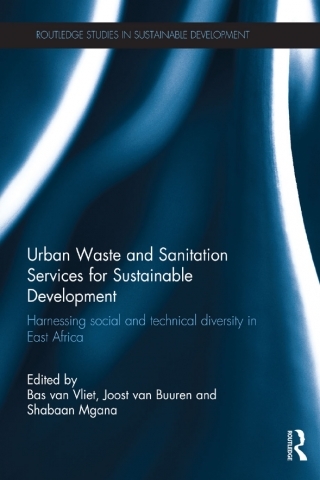 ROUTLEDGE STUDIES IN SUSTAINABLE DEVELOPMENT
Urban Waste and Sanitation
Services for Sustainable
Development
Harnessing social and technical diversity in
East Africa
Edited by
Bas van Vliet, Joost van Buuren and
Shabaan Mgana
ROUTLEDGE